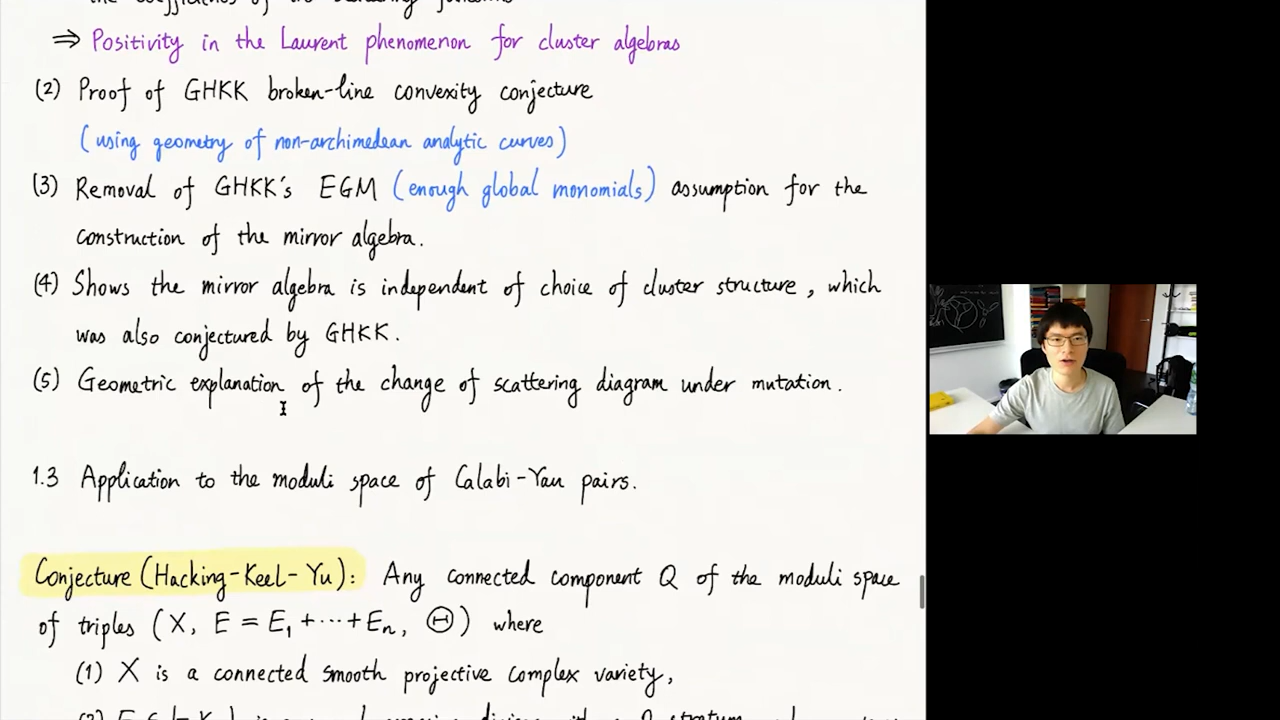 ⇒ Positivity in the Laurent phenomenon for cluster algebras
(2) Proof of GHKK broken-line convexity conjecture
(using geometry of non-archimedean analytic curves)
(3) Removal of GHKK's EGM (enough global monomials) assumption for the
construction of the mirror algebra.
(4) Shows the mirror algebra is independent of choice of cluster structure, which
was also conjectured by GHKK.
(5) Geometric explanation of the change of scattering diagram under mutation.
1.3 Application to the moduli space of Calabi-Yau pairs.
Conjecture (Hacking-Keel-Yu): Any connected component Q of the moduli space
of triples (X, E = E₁ + ⋯ + Eₙ, Θ) where
(1) X is a connected smooth projective complex variety,